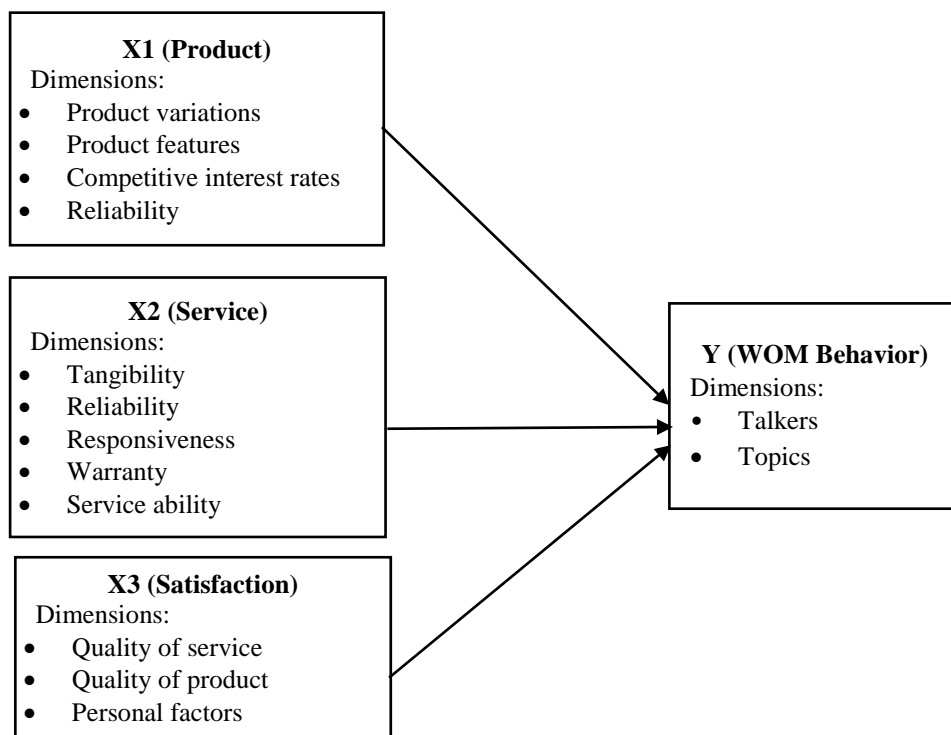 X1 (Product)
Dimensions:
• Product variations
• Product features
• Competitive interest rates
• Reliability
X2 (Service)
Dimensions:
• Tangibility
• Reliability
• Responsiveness
• Warranty
• Service ability
X3 (Satisfaction)
Dimensions:
• Quality of service
• Quality of product
• Personal factors
Y (WOM Behavior)
Dimensions:
• Talkers
• Topics